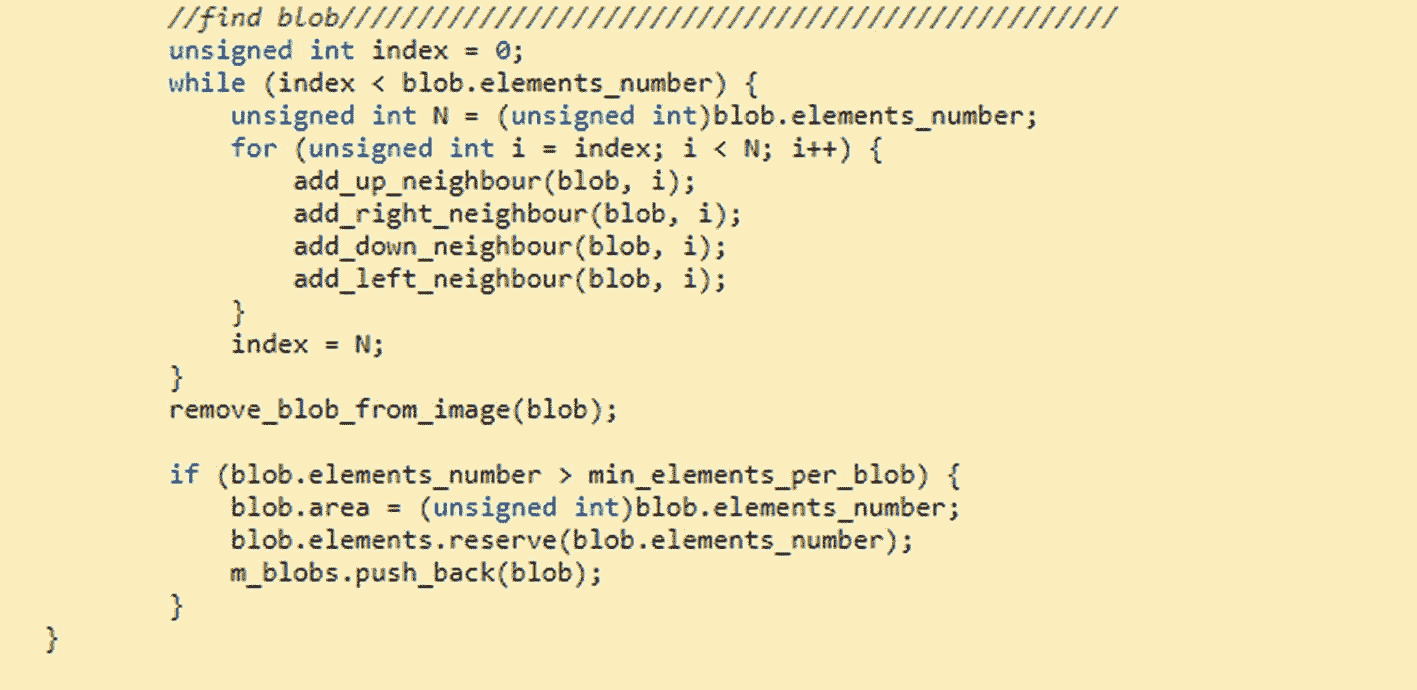 //find blob//////////////////////////////////////////////////
unsigned int index = 0;
while (index < blob.elements_number) {
unsigned int N = (unsigned int)blob.elements_number;
for (unsigned int i = index; i < N; i++) {
add_up_neighbour(blob, i);
add_right_neighbour(blob, i);
add_down_neighbour(blob, i);
add_left_neighbour(blob, i);
}
index = N;
}
remove_blob_from_image(blob);
if (blob.elements_number > min_elements_per_blob) {
blob.area = (unsigned int)blob.elements_number;
blob.elements.reserve(blob.elements_number);
m_blobs.push_back(blob);
}
}